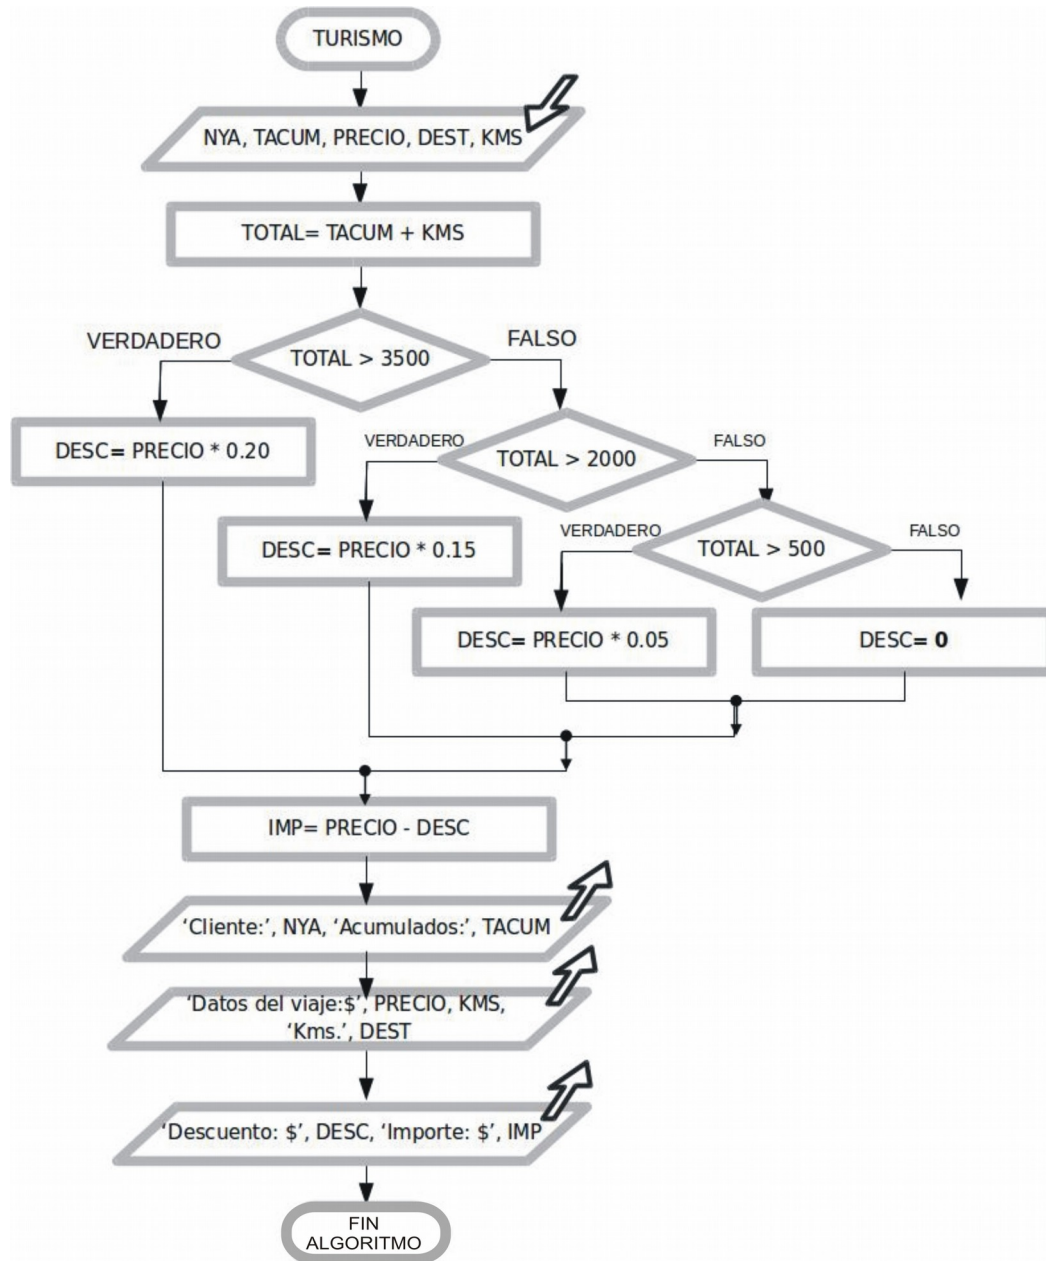 TURISMO
NYA, TACUM, PRECIO, DEST, KMS
TOTAL= TACUM + KMS
VERDADERO
FALSO
TOTAL > 3500
DESC= PRECIO * 0.20
VERDADERO
FALSO
TOTAL > 2000
DESC= PRECIO * 0.15
VERDADERO
FALSO
TOTAL > 500
DESC= PRECIO * 0.05
DESC= 0
IMP= PRECIO - DESC
‘Cliente:’, NYA, ‘Acumulados:’, TACUM
‘Datos del viaje:$’, PRECIO, KMS,
‘Kms.’, DEST
‘Descuento: $’, DESC, ‘Importe: $’, IMP
FIN
ALGORITMO